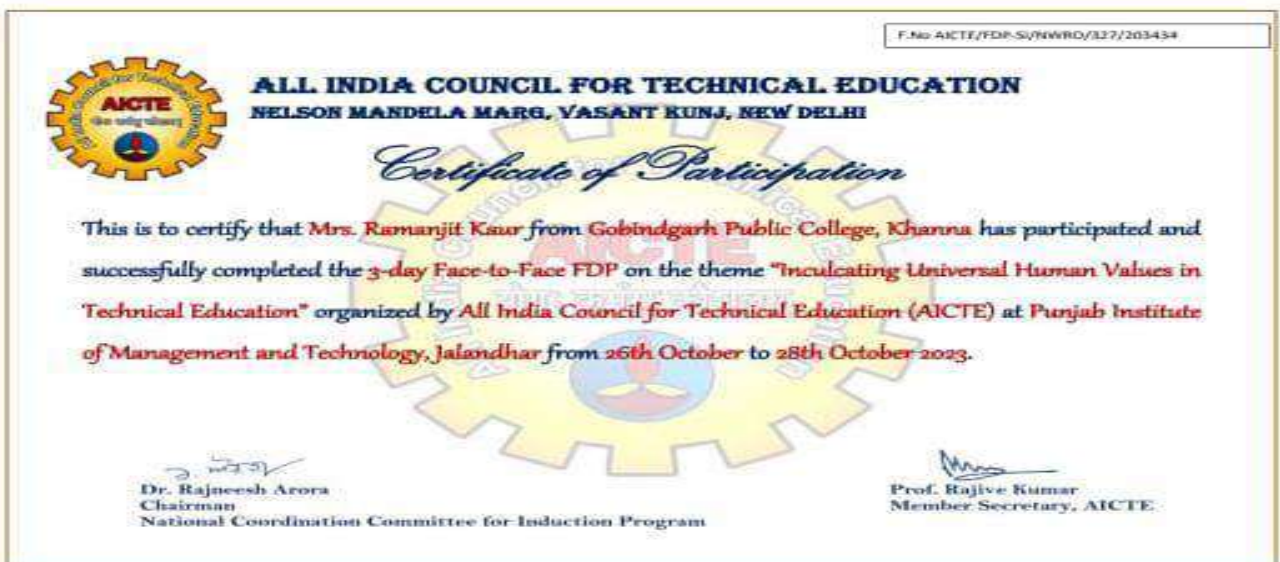 F.No AICTE/FDP-SI/NWRO/327/203434
AICTE
ALL INDIA COUNCIL FOR TECHNICAL EDUCATION
NELSON MANDELA MARG, VASANT KUNJ, NEW DELHI
Certificate of Participation
This is to certify that Mrs. Ramanjit Kaur from Gobindgarh Public College, Khanna has participated and
successfully completed the 3-day Face-to-Face FDP on the theme "Inculcating Universal Human Values in
Technical Education" organized by All India Council for Technical Education (AICTE) at Punjab Institute
of Management and Technology, Jalandhar from 26th October to 28th October 2023.
Dr. Rajneesh Arora
Chairman
National Coordination Committee for Induction Program
Prof. Rajive Kumar
Member Secretary, AICTE